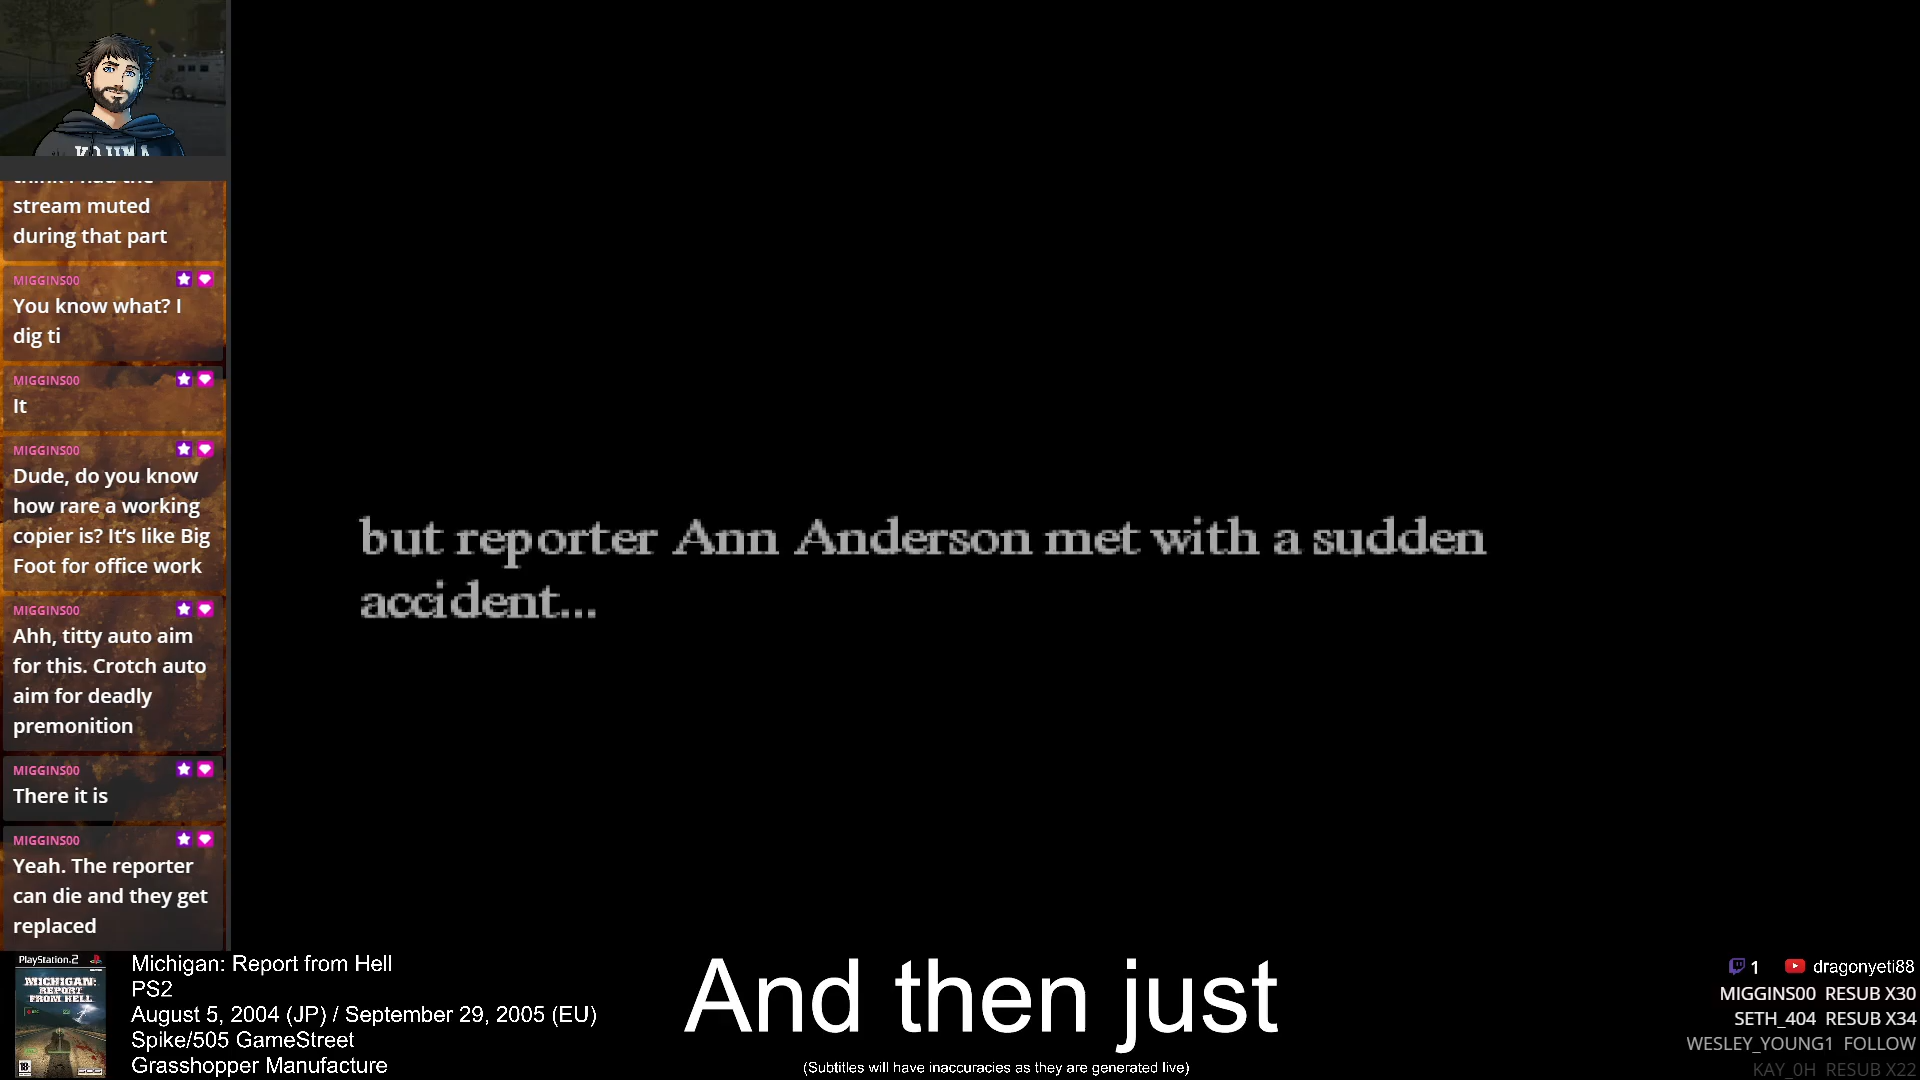 KOJIMA
think I had the
stream muted
during that part
MIGGINS00
You know what? I
dig ti
MIGGINS00
It
MIGGINS00
Dude, do you know
how rare a working
copier is? It's like Big
Foot for office work
MIGGINS00
Ahh, titty auto aim
for this. Crotch auto
aim for deadly
premonition
MIGGINS00
There it is
MIGGINS00
Yeah. The reporter
can die and they get
replaced
but reporter Ann Anderson met with a sudden
accident...
PlayStation.2
MICHIGAN:
REPORT
FROM HELL
18
505
Michigan: Report from Hell
PS2
August 5, 2004 (JP) / September 29, 2005 (EU)
Spike/505 GameStreet
Grasshopper Manufacture
And then just
(Subtitles will have inaccuracies as they are generated live)
1 dragonyeti88
MIGGINS00 RESUB X30
SETH_404 RESUB X34
WESLEY_YOUNG1 FOLLOW
KAY_0H RESUB X22